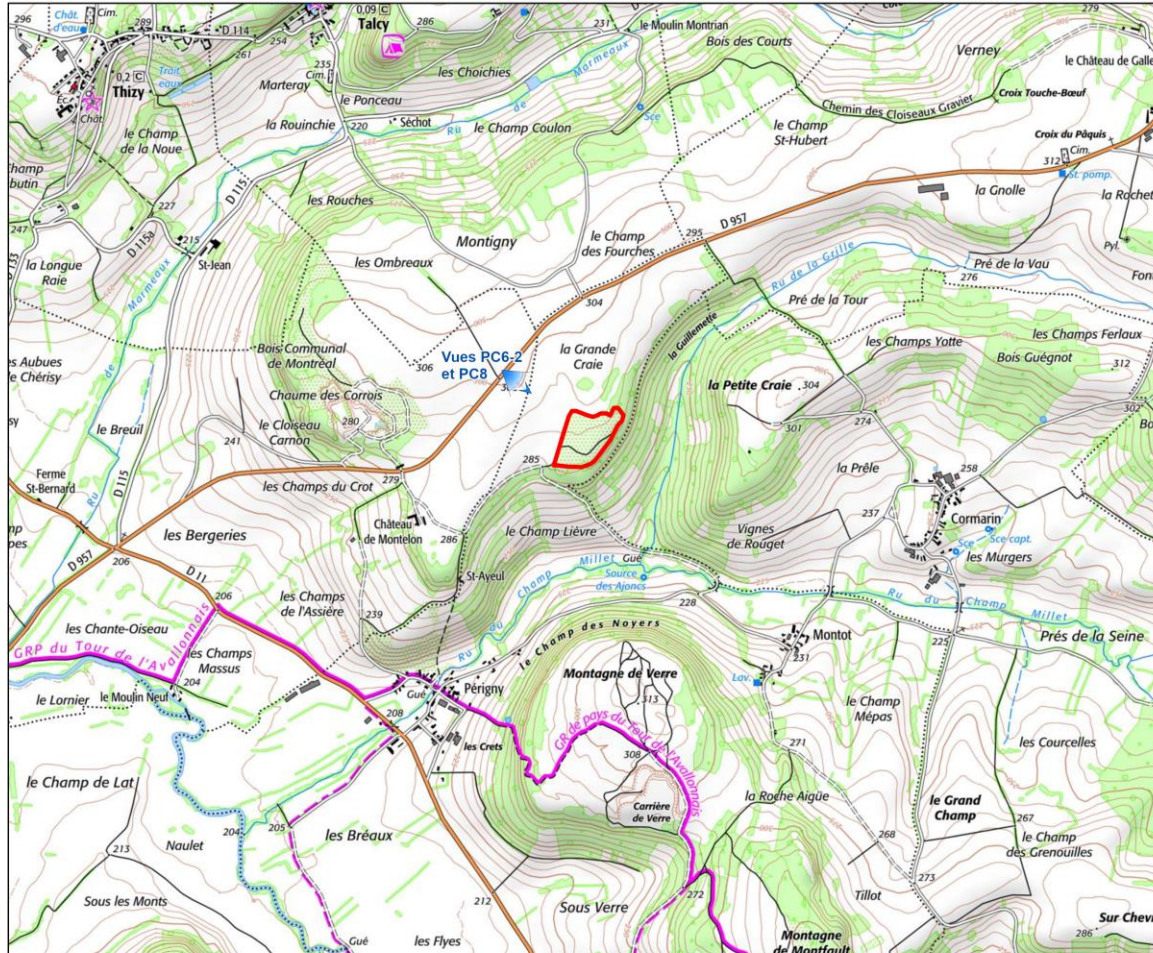 296
Chât.
d'eau
Cim.
289
D 114
254
261
0,09 C
Talcy
286
231
le Moulin Montrian
Bois des Courts
279
Verney
le Château de Galle
Croix Touche-Bœuf
Chemin des Cloiseaux Gravier
0,2 C
Thizy
Trait.
eaux
Éc.
Chât
Marteray
235
Cim.
les Choichies
le Ponceau
Ru de Marmeaux
Séchot
220
le Champ Coulon
Sce
le Champ
de la Noue
la Rouinchie
le Champ
St-Hubert
Croix du Pâquis
312
Cim.
St. pomp.
la Rochet
Champ
butin
247
227
D 115
D 115a
215
St-Jean
les Rouches
Montigny
le Champ
des Fourches
295
D 957
la Gnolle
Pyl.
D 133
la Longue
Raie
les Ombreaux
304
Ru de la Grille
Pré de la Vau
276
Font
Pré de la Tour
la Guillemette
les Champs Yotte
les Champs Ferlaux
Bois Guégnot
312
es Aubues
de Chérisy
Ru de Marmeaux
Bois Communal
de Montréal
306
Vues PC6-2
et PC8
la Grande
Craie
la Petite Craie
304
301
274
302
Chaume des Corrois
280
le Cloiseau
Carnon
le Breuil
241
D 115
Ferme
St-Bernard
285
les Champs du Crot
279
la Prêle
258
Cormarin
Sce
Sce capt.
les Murgers
237
Château
de Montelon
286
le Champ Lièvre
Vignes
de Rouget
les Bergeries
D 957
206
D 11
St-Ayeul
Ru du Champ Millet
Gué
Source
des Ajoncs
228
Ru du Champ Millet
225
Prés de la Seine
206
les Champs
de l'Assière
239
les Chante-Oiseau
GRP du Tour de l'Avallonnais
les Champs
Massus
204
le Moulin Neuf
le Lornier
le Champ des Noyers
Montagne de Verre
313
Montot
231
Lav.
Gué
Périgny
208
les Crets
GR de pays du Tour de l'Avallonnais
308
le Champ
Mépas
les Courcelles
271
le Champ de Lat
Carrière
de Verre
la Roche Aigüe
le Grand
Champ
267
le Champ
des Grenouilles
204
205
Naulet
213
les Bréaux
268
273
Tillot
272
Sous les Monts
212
Sous Verre
Gué
les Flyes
Montagne
de Montfault
Sur Chev
286